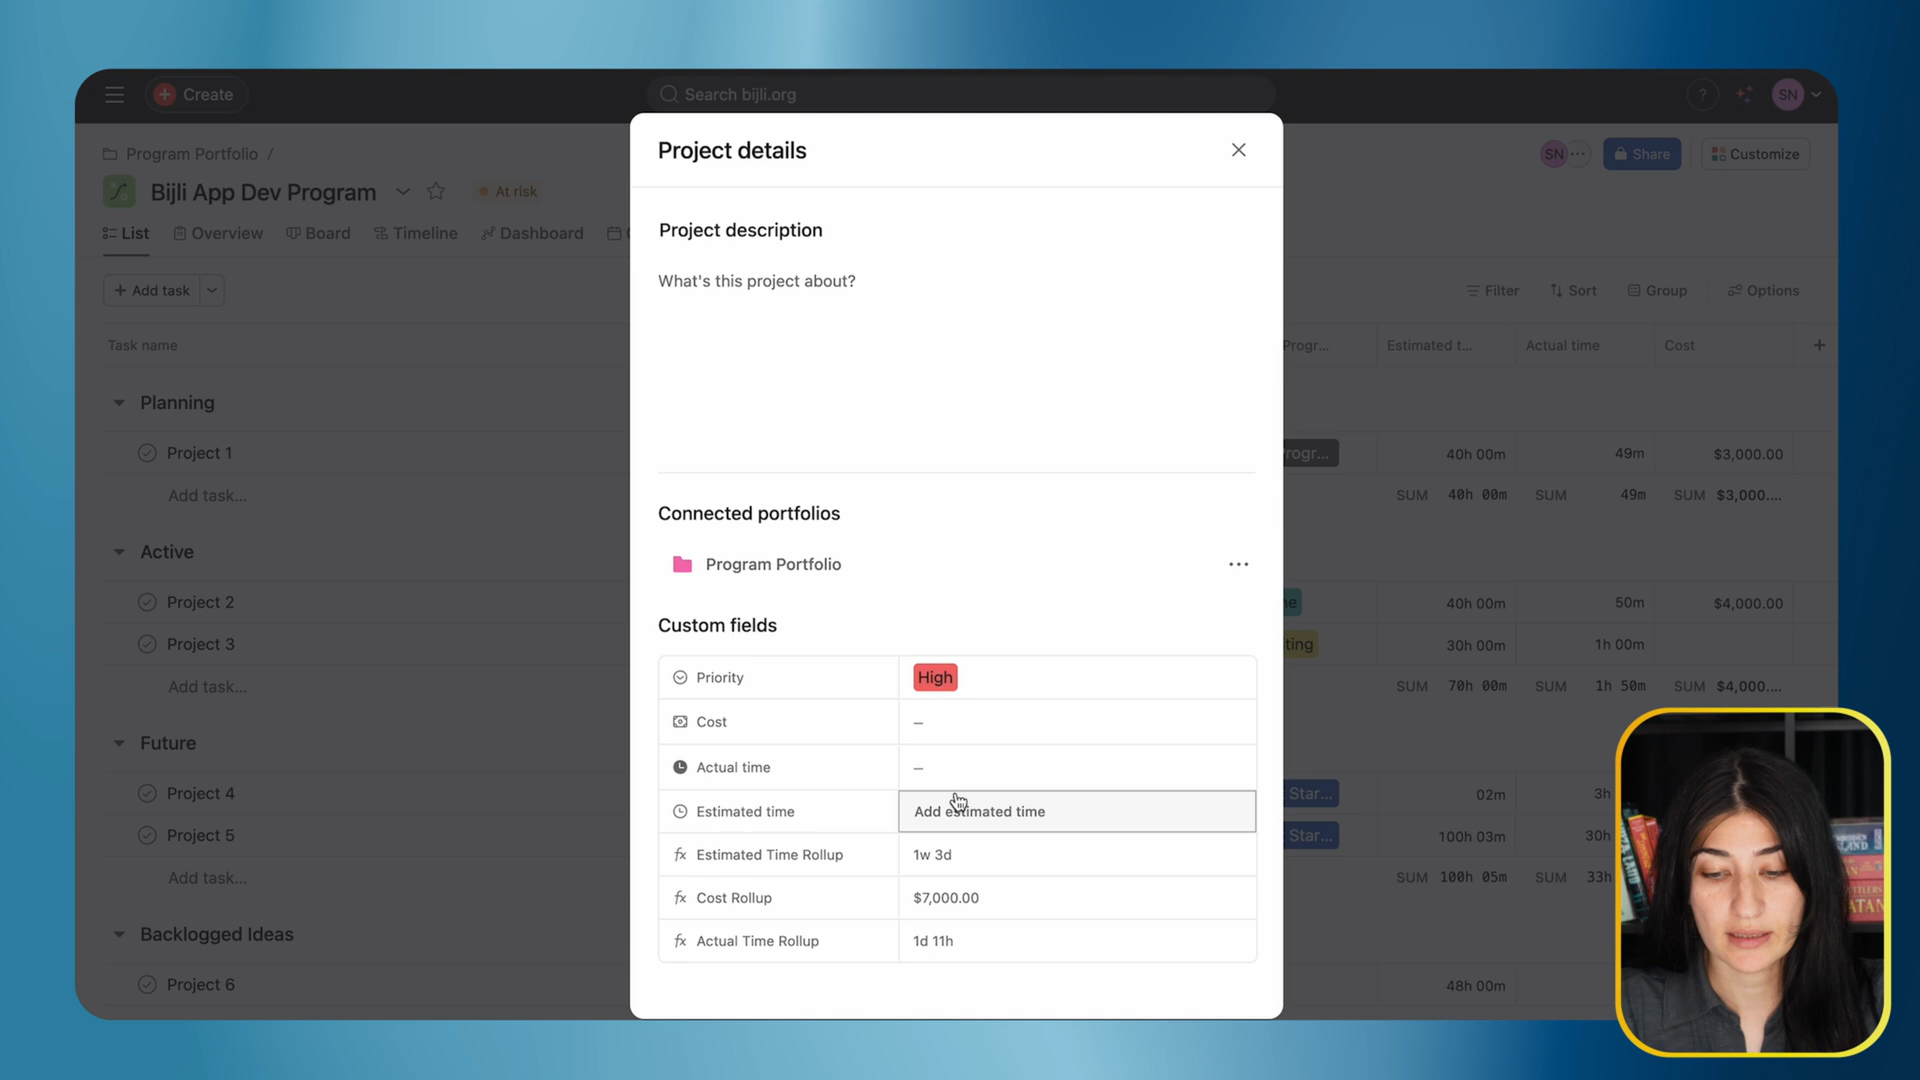 Create
Search bijli.org
?
SN
Program Portfolio /
SN
Share
Customize
Bijli App Dev Program
At risk
List
Overview
Board
Timeline
Dashboard
Add task
Filter
Sort
Group
Options
Task name
Progr...
Estimated t...
Actual time
Cost
Planning
Project 1
rogr...
40h 00m
49m
$3,000.00
Add task...
SUM 40h 00m
SUM 49m
SUM $3,000....
Active
Project 2
ne
40h 00m
50m
$4,000.00
Project 3
ting
30h 00m
1h 00m
Add task...
SUM 70h 00m
SUM 1h 50m
SUM $4,000....
Future
Project 4
Star...
02m
3h
Project 5
Star...
100h 03m
30h
Add task...
SUM 100h 05m
SUM 33h
Backlogged Ideas
Project 6
48h 00m
Project details
Project description
What's this project about?
Connected portfolios
Program Portfolio
Custom fields
Priority
High
Cost
–
Actual time
–
Estimated time
Add estimated time
Estimated Time Rollup
1w 3d
Cost Rollup
$7,000.00
Actual Time Rollup
1d 11h